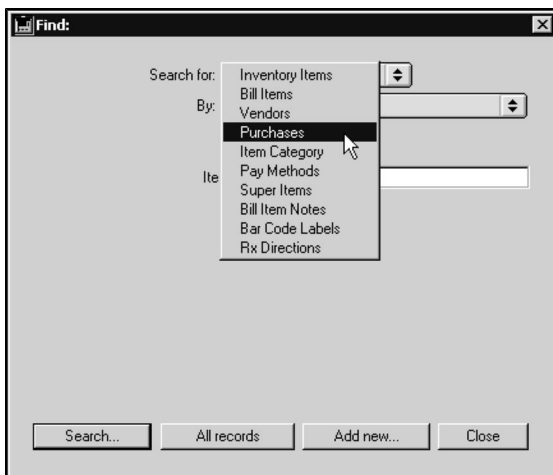 Find:
Search for:
Inventory Items
Bill Items
By:
Vendors
Purchases
Item Category
Ite
Pay Methods
Super Items
Bill Item Notes
Bar Code Labels
Rx Directions
Search...
All records
Add new...
Close